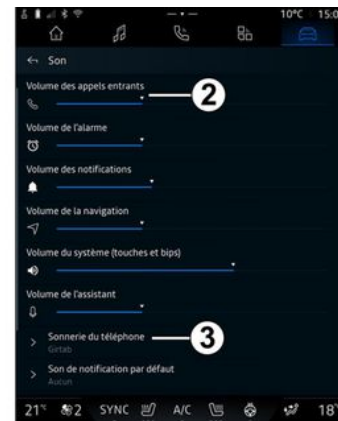 10°C 15:0
Son
Volume des appels entrants
2
Volume de l'alarme
Volume des notifications
Volume de la navigation
Volume du système (touches et bips)
Volume de l'assistant
Sonnerie du téléphone
3
Girtab
Son de notification par défaut
Aucun
21° 2 SYNC A/C 18°